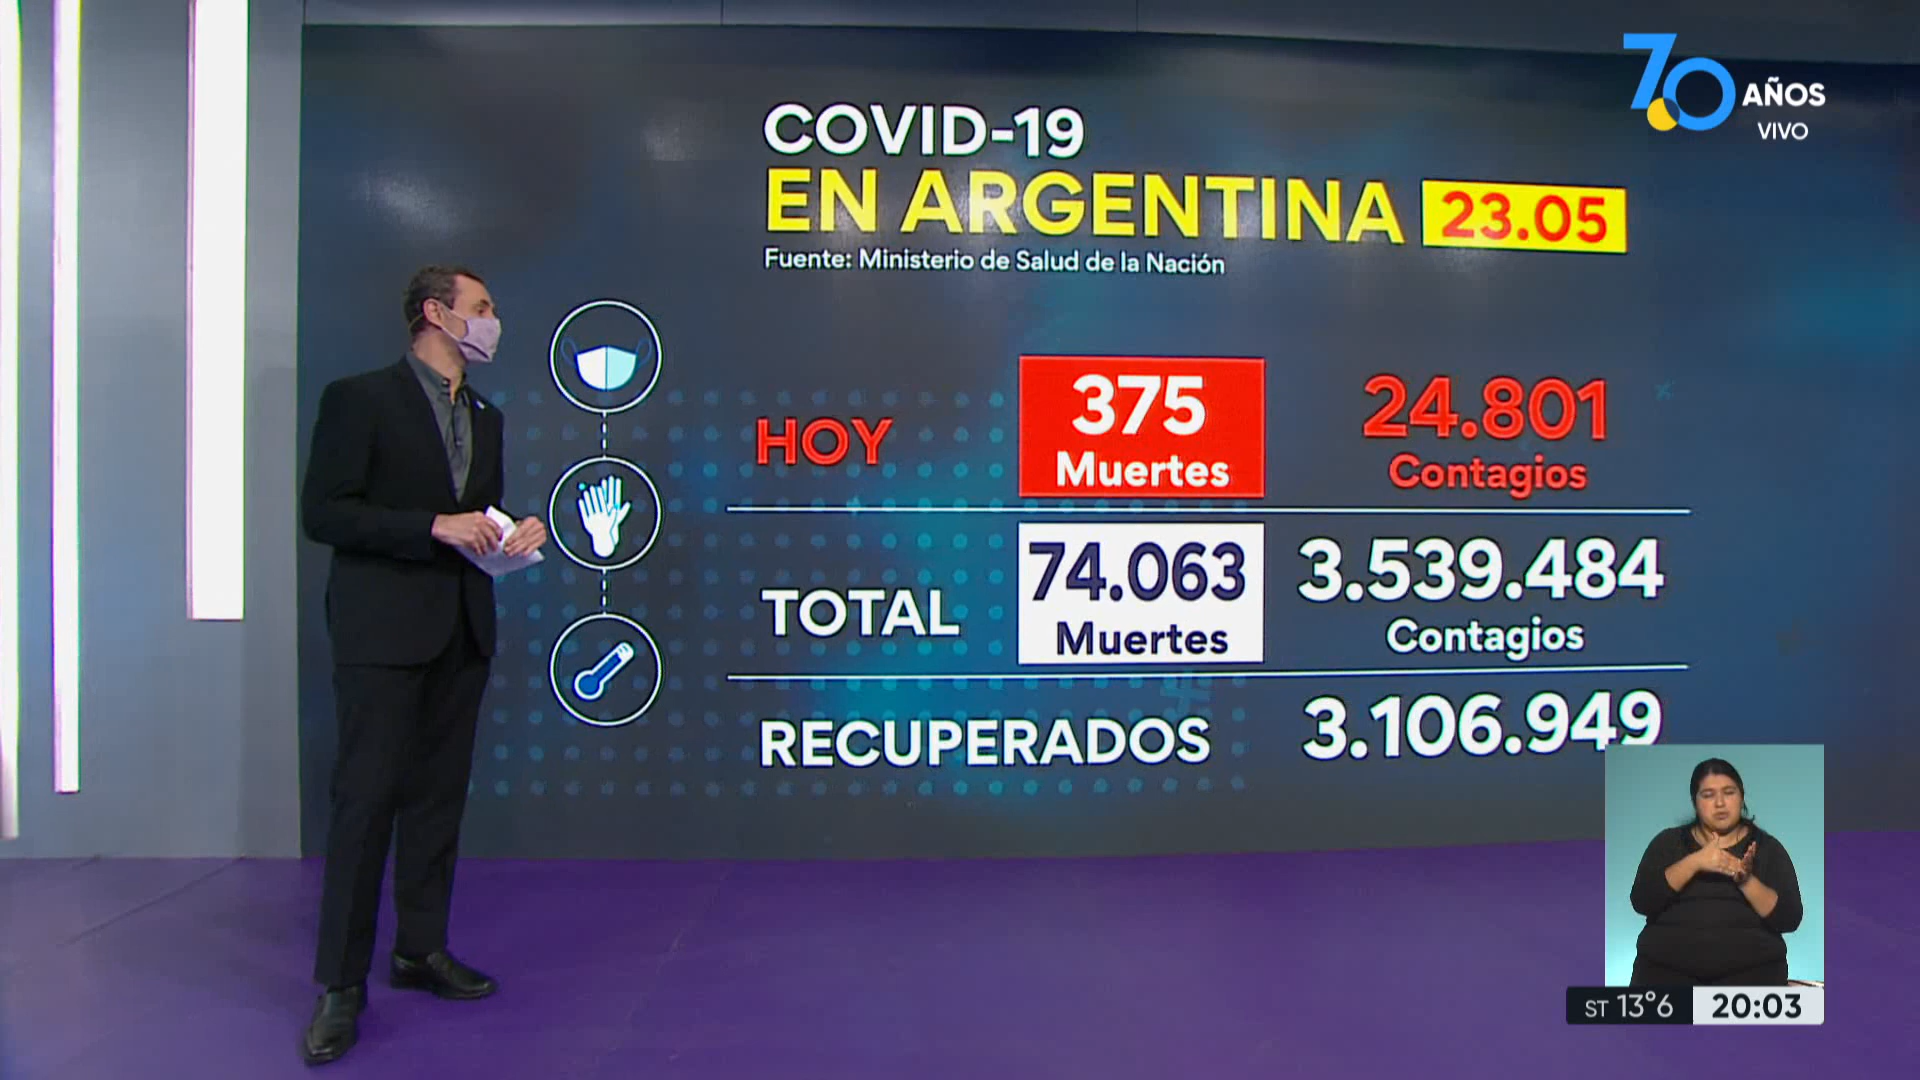 70 AÑOS
VIVO
COVID-19
EN ARGENTINA 23.05
Fuente: Ministerio de Salud de la Nación
HOY
375
Muertes
24.801
Contagios
TOTAL
74.063
Muertes
3.539.484
Contagios
RECUPERADOS
3.106.949
ST 13°6 20:03